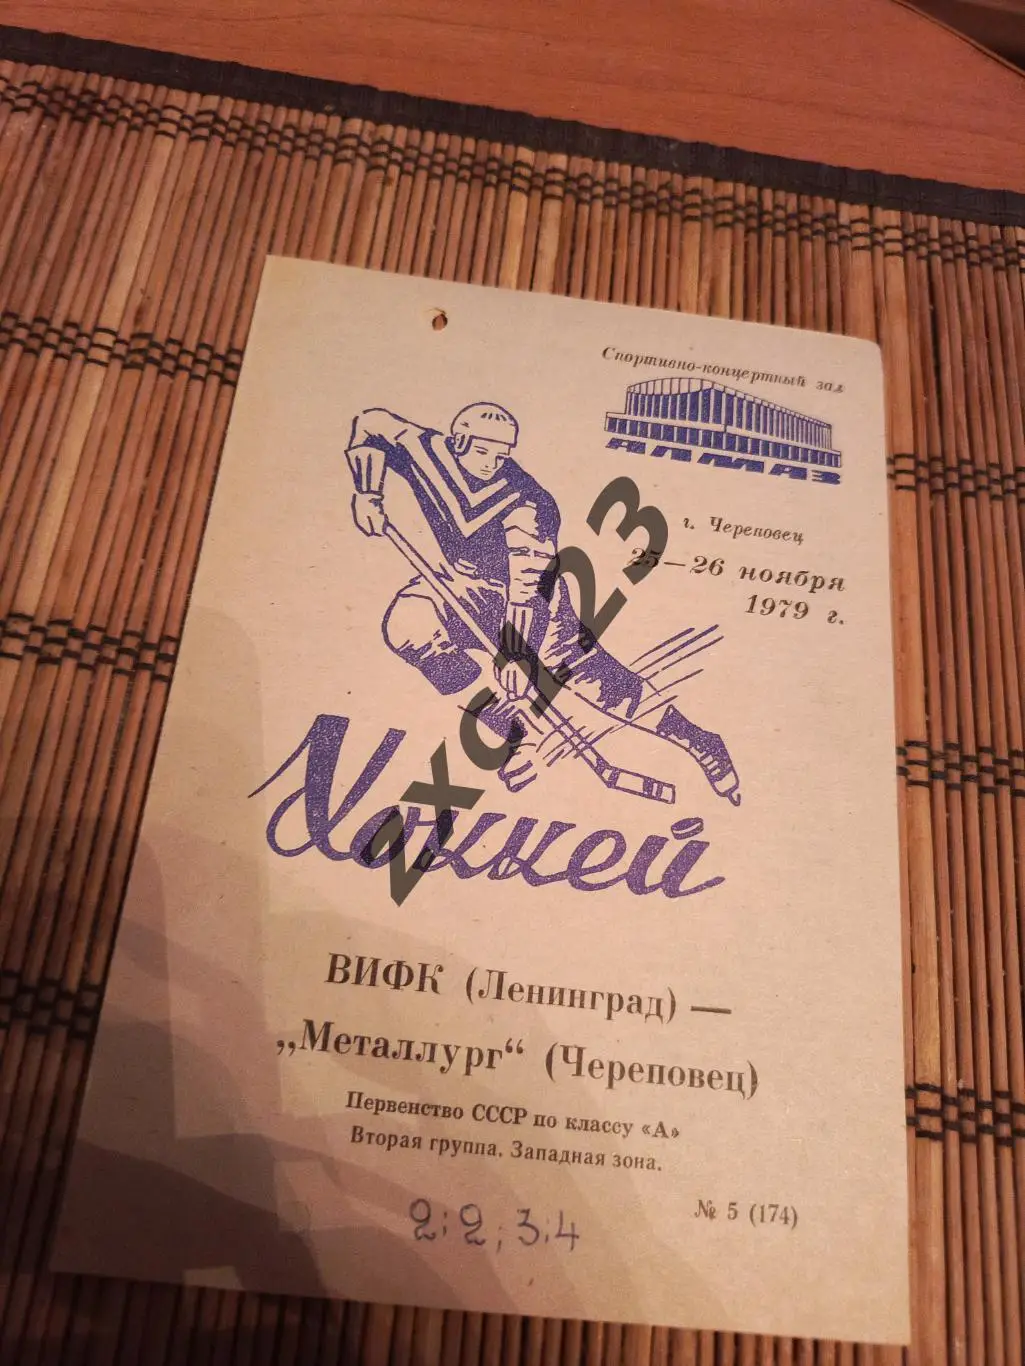 Спортивно-концертный зал
АЛМАЗ
г. Череповец
25—26 ноября
1979 г.
zxc123
Хоккей
ВИФК (Ленинград) —
„Металлург“ (Череповец)
Первенство СССР по классу «А»
Вторая группа. Западная зона.
№ 5 (174)
2:2; 3:4